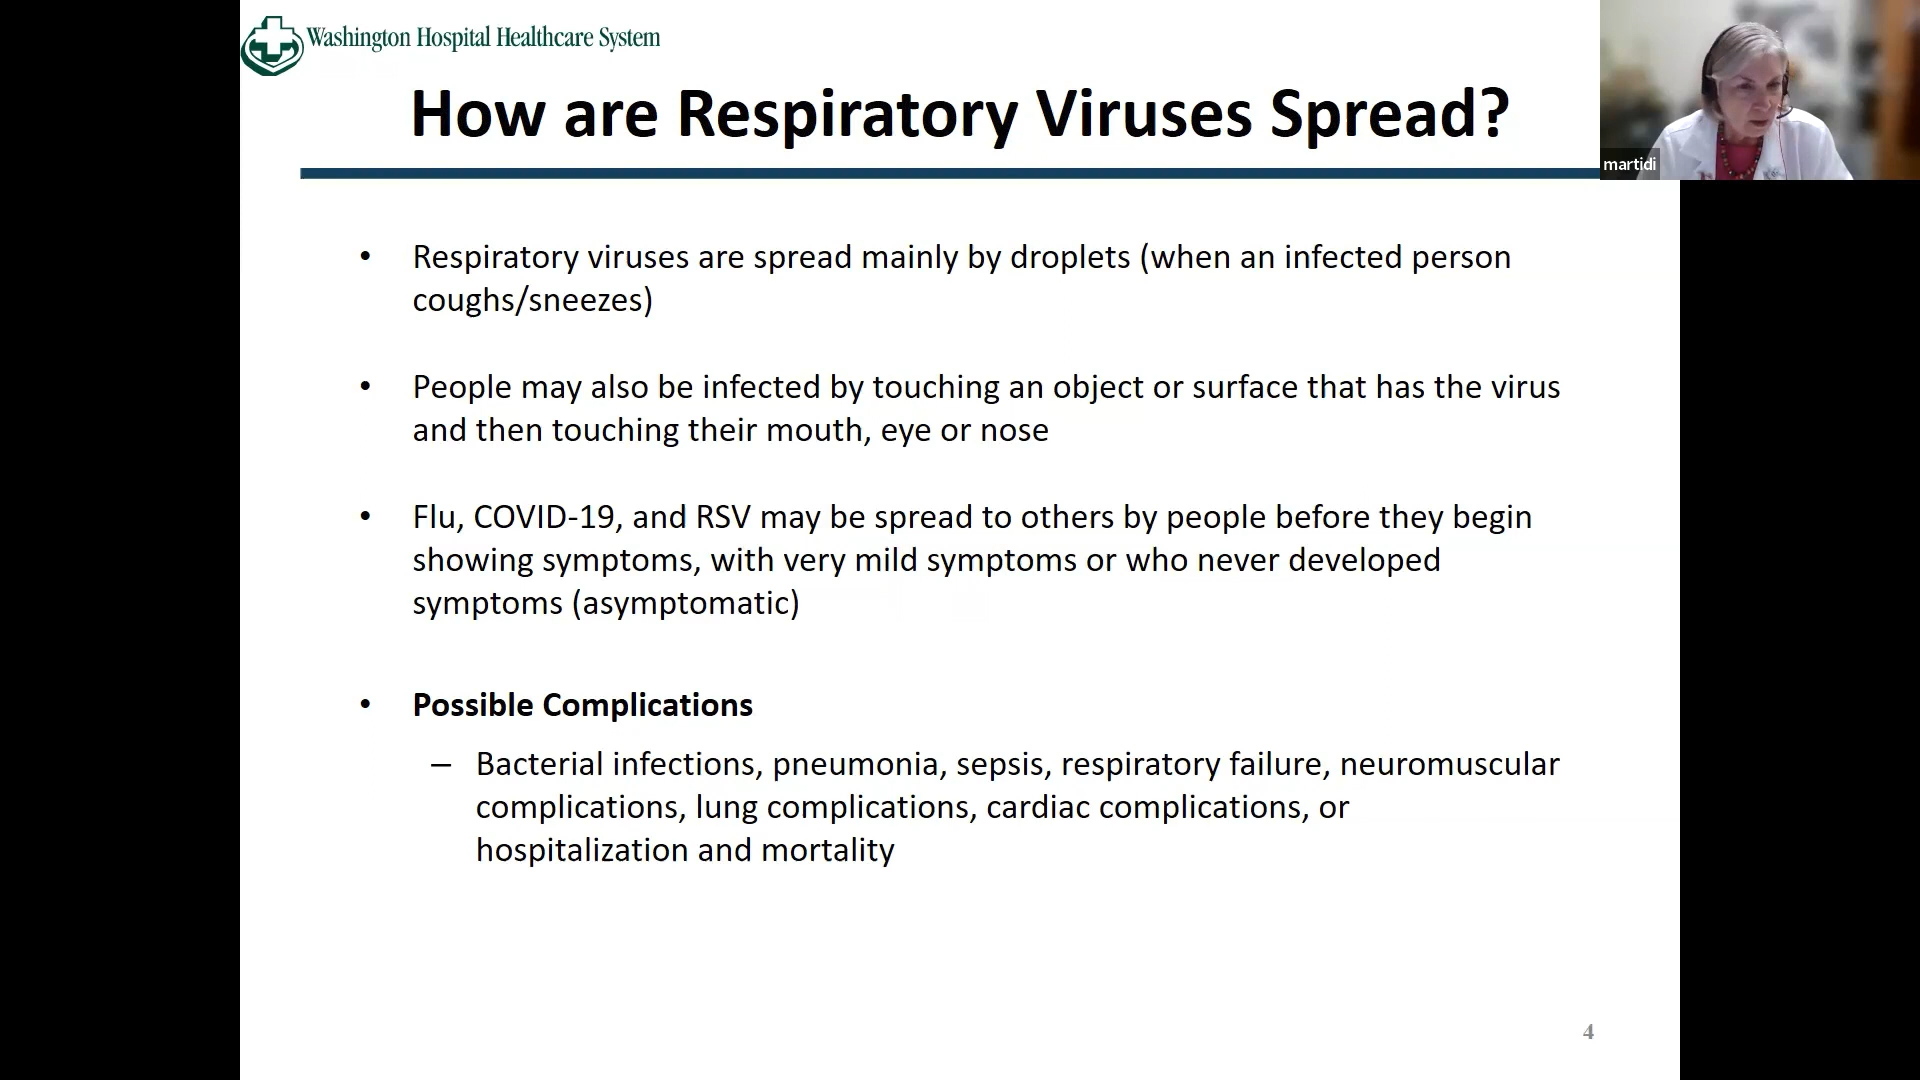 Washington Hospital Healthcare System
How are Respiratory Viruses Spread?
martidi
• Respiratory viruses are spread mainly by droplets (when an infected person
coughs/sneezes)
• People may also be infected by touching an object or surface that has the virus
and then touching their mouth, eye or nose
• Flu, COVID-19, and RSV may be spread to others by people before they begin
showing symptoms, with very mild symptoms or who never developed
symptoms (asymptomatic)
• Possible Complications
– Bacterial infections, pneumonia, sepsis, respiratory failure, neuromuscular
complications, lung complications, cardiac complications, or
hospitalization and mortality
4